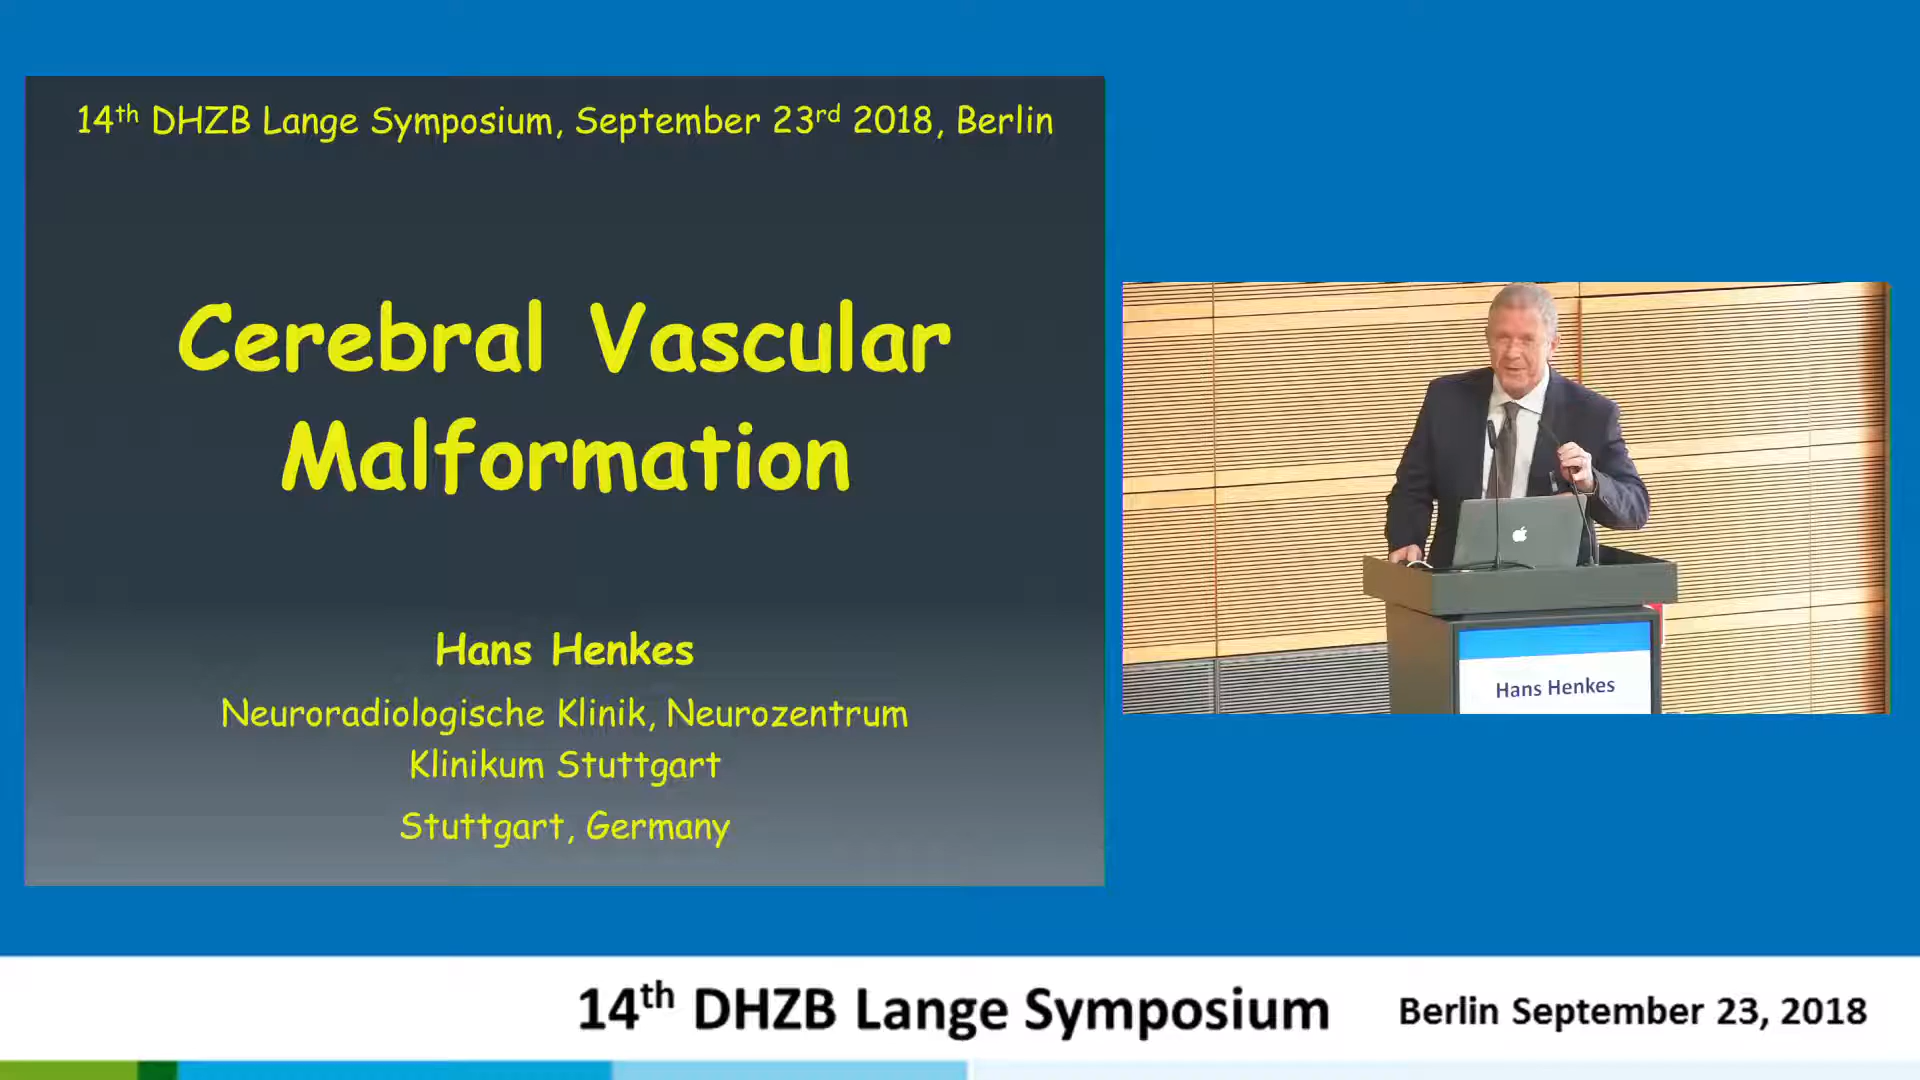 14th DHZB Lange Symposium, September 23rd 2018, Berlin
Cerebral Vascular
Malformation
Hans Henkes
Neuroradiologische Klinik, Neurozentrum
Klinikum Stuttgart
Stuttgart, Germany
Hans Henkes
14th DHZB Lange Symposium
Berlin September 23, 2018